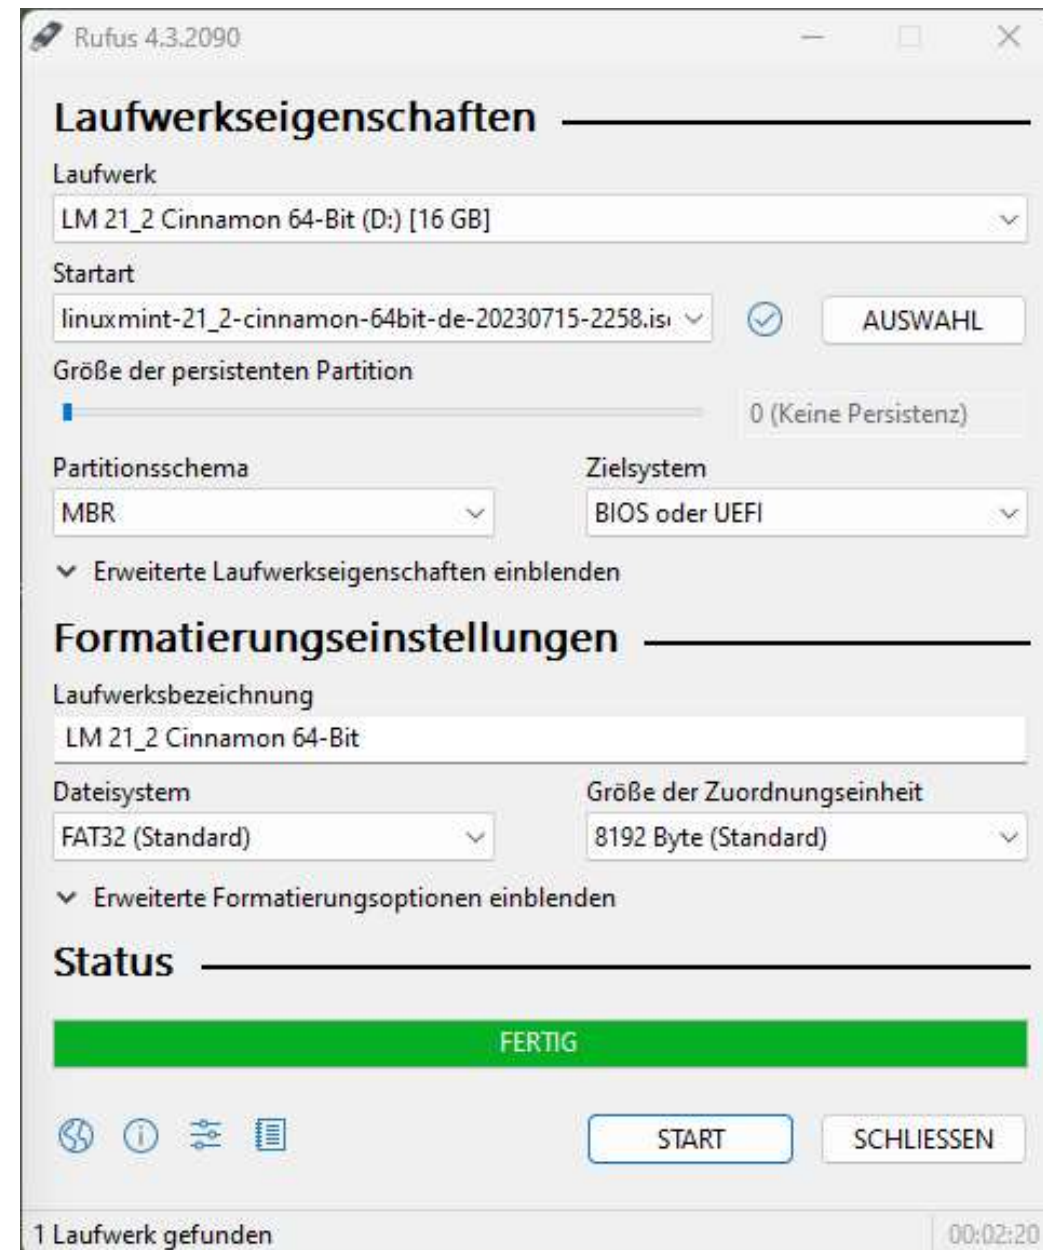 Rufus 4.3.2090
Laufwerkseigenschaften
Laufwerk
LM 21_2 Cinnamon 64-Bit (D:) [16 GB]
Startart
linuxmint-21_2-cinnamon-64bit-de-20230715-2258.is
AUSWAHL
Größe der persistenten Partition
0 (Keine Persistenz)
Partitionsschema
Zielsystem
MBR
BIOS oder UEFI
Erweiterte Laufwerkseigenschaften einblenden
Formatierungseinstellungen
Laufwerksbezeichnung
LM 21_2 Cinnamon 64-Bit
Dateisystem
Größe der Zuordnungseinheit
FAT32 (Standard)
8192 Byte (Standard)
Erweiterte Formatierungsoptionen einblenden
Status
FERTIG
START
SCHLIESSEN
1 Laufwerk gefunden
00:02:20